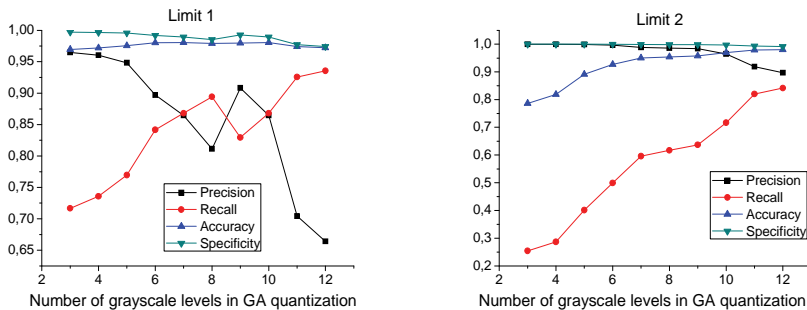 Limit 1
1,00
0,95
0,90
0,85
0,80
0,75
0,70
0,65
Precision
Recall
Accuracy
Specificity
2 4 6 8 10 12
Number of grayscale levels in GA quantization
Limit 2
1,0
0,9
0,8
0,7
0,6
0,5
0,4
0,3
0,2
Precision
Recall
Accuracy
Specificity
2 4 6 8 10 12
Number of grayscale levels in GA quantization